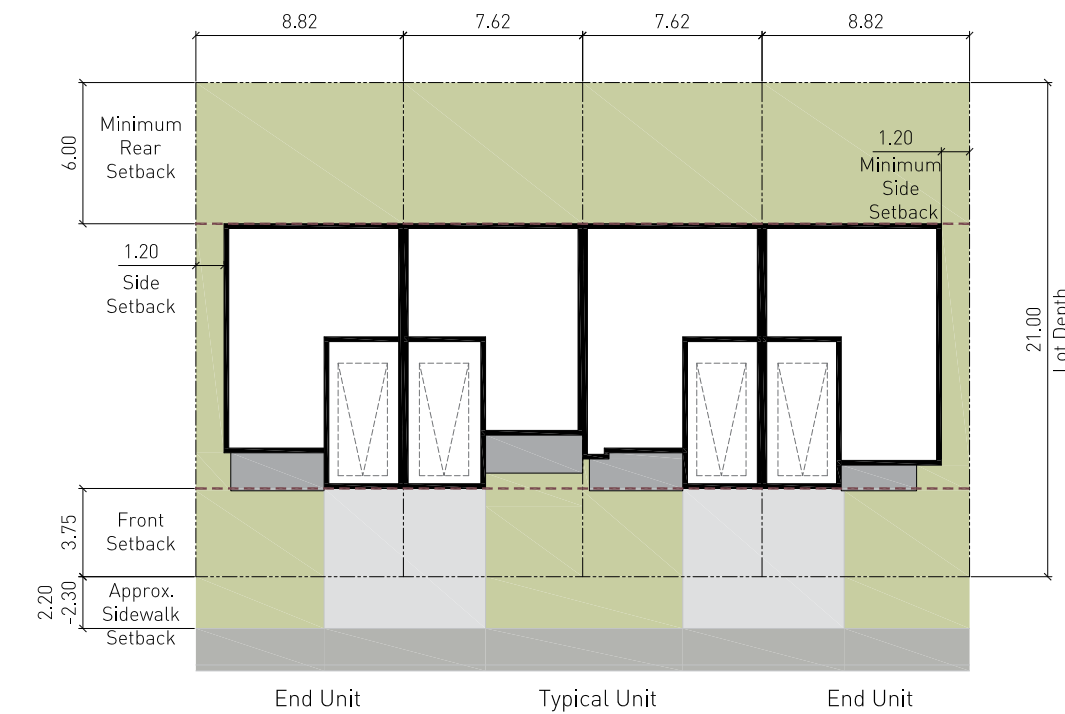 8.82
7.62
7.62
8.82
6.00
Minimum
Rear
Setback
1.20
Minimum
Side
Setback
1.20
Side
Setback
21.00
Lot Depth
3.75
Front
Setback
2.20
-2.30
Approx.
Sidewalk
Setback
End Unit
Typical Unit
End Unit